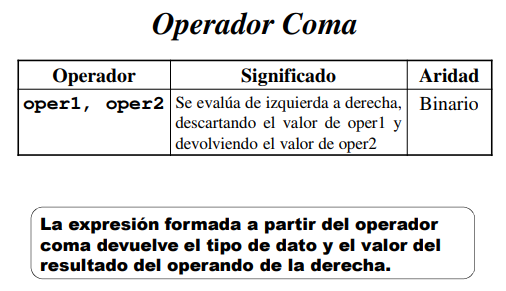 Operador Coma
Operador Significado Aridad
oper1, oper2 Se evalúa de izquierda a derecha, Binario
descartando el valor de oper1 y
devolviendo el valor de oper2
La expresión formada a partir del operador
coma devuelve el tipo de dato y el valor del
resultado del operando de la derecha.